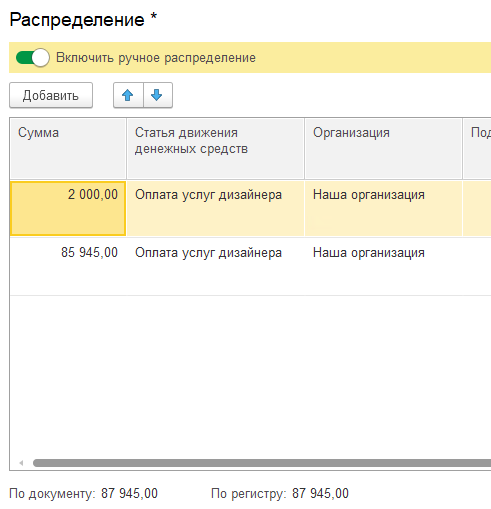 Распределение *
Включить ручное распределение
Добавить
Сумма
Статья движения
денежных средств
Организация
Под
2 000,00 Оплата услуг дизайнера Наша организация
85 945,00 Оплата услуг дизайнера Наша организация
По документу: 87 945,00 По регистру: 87 945,00